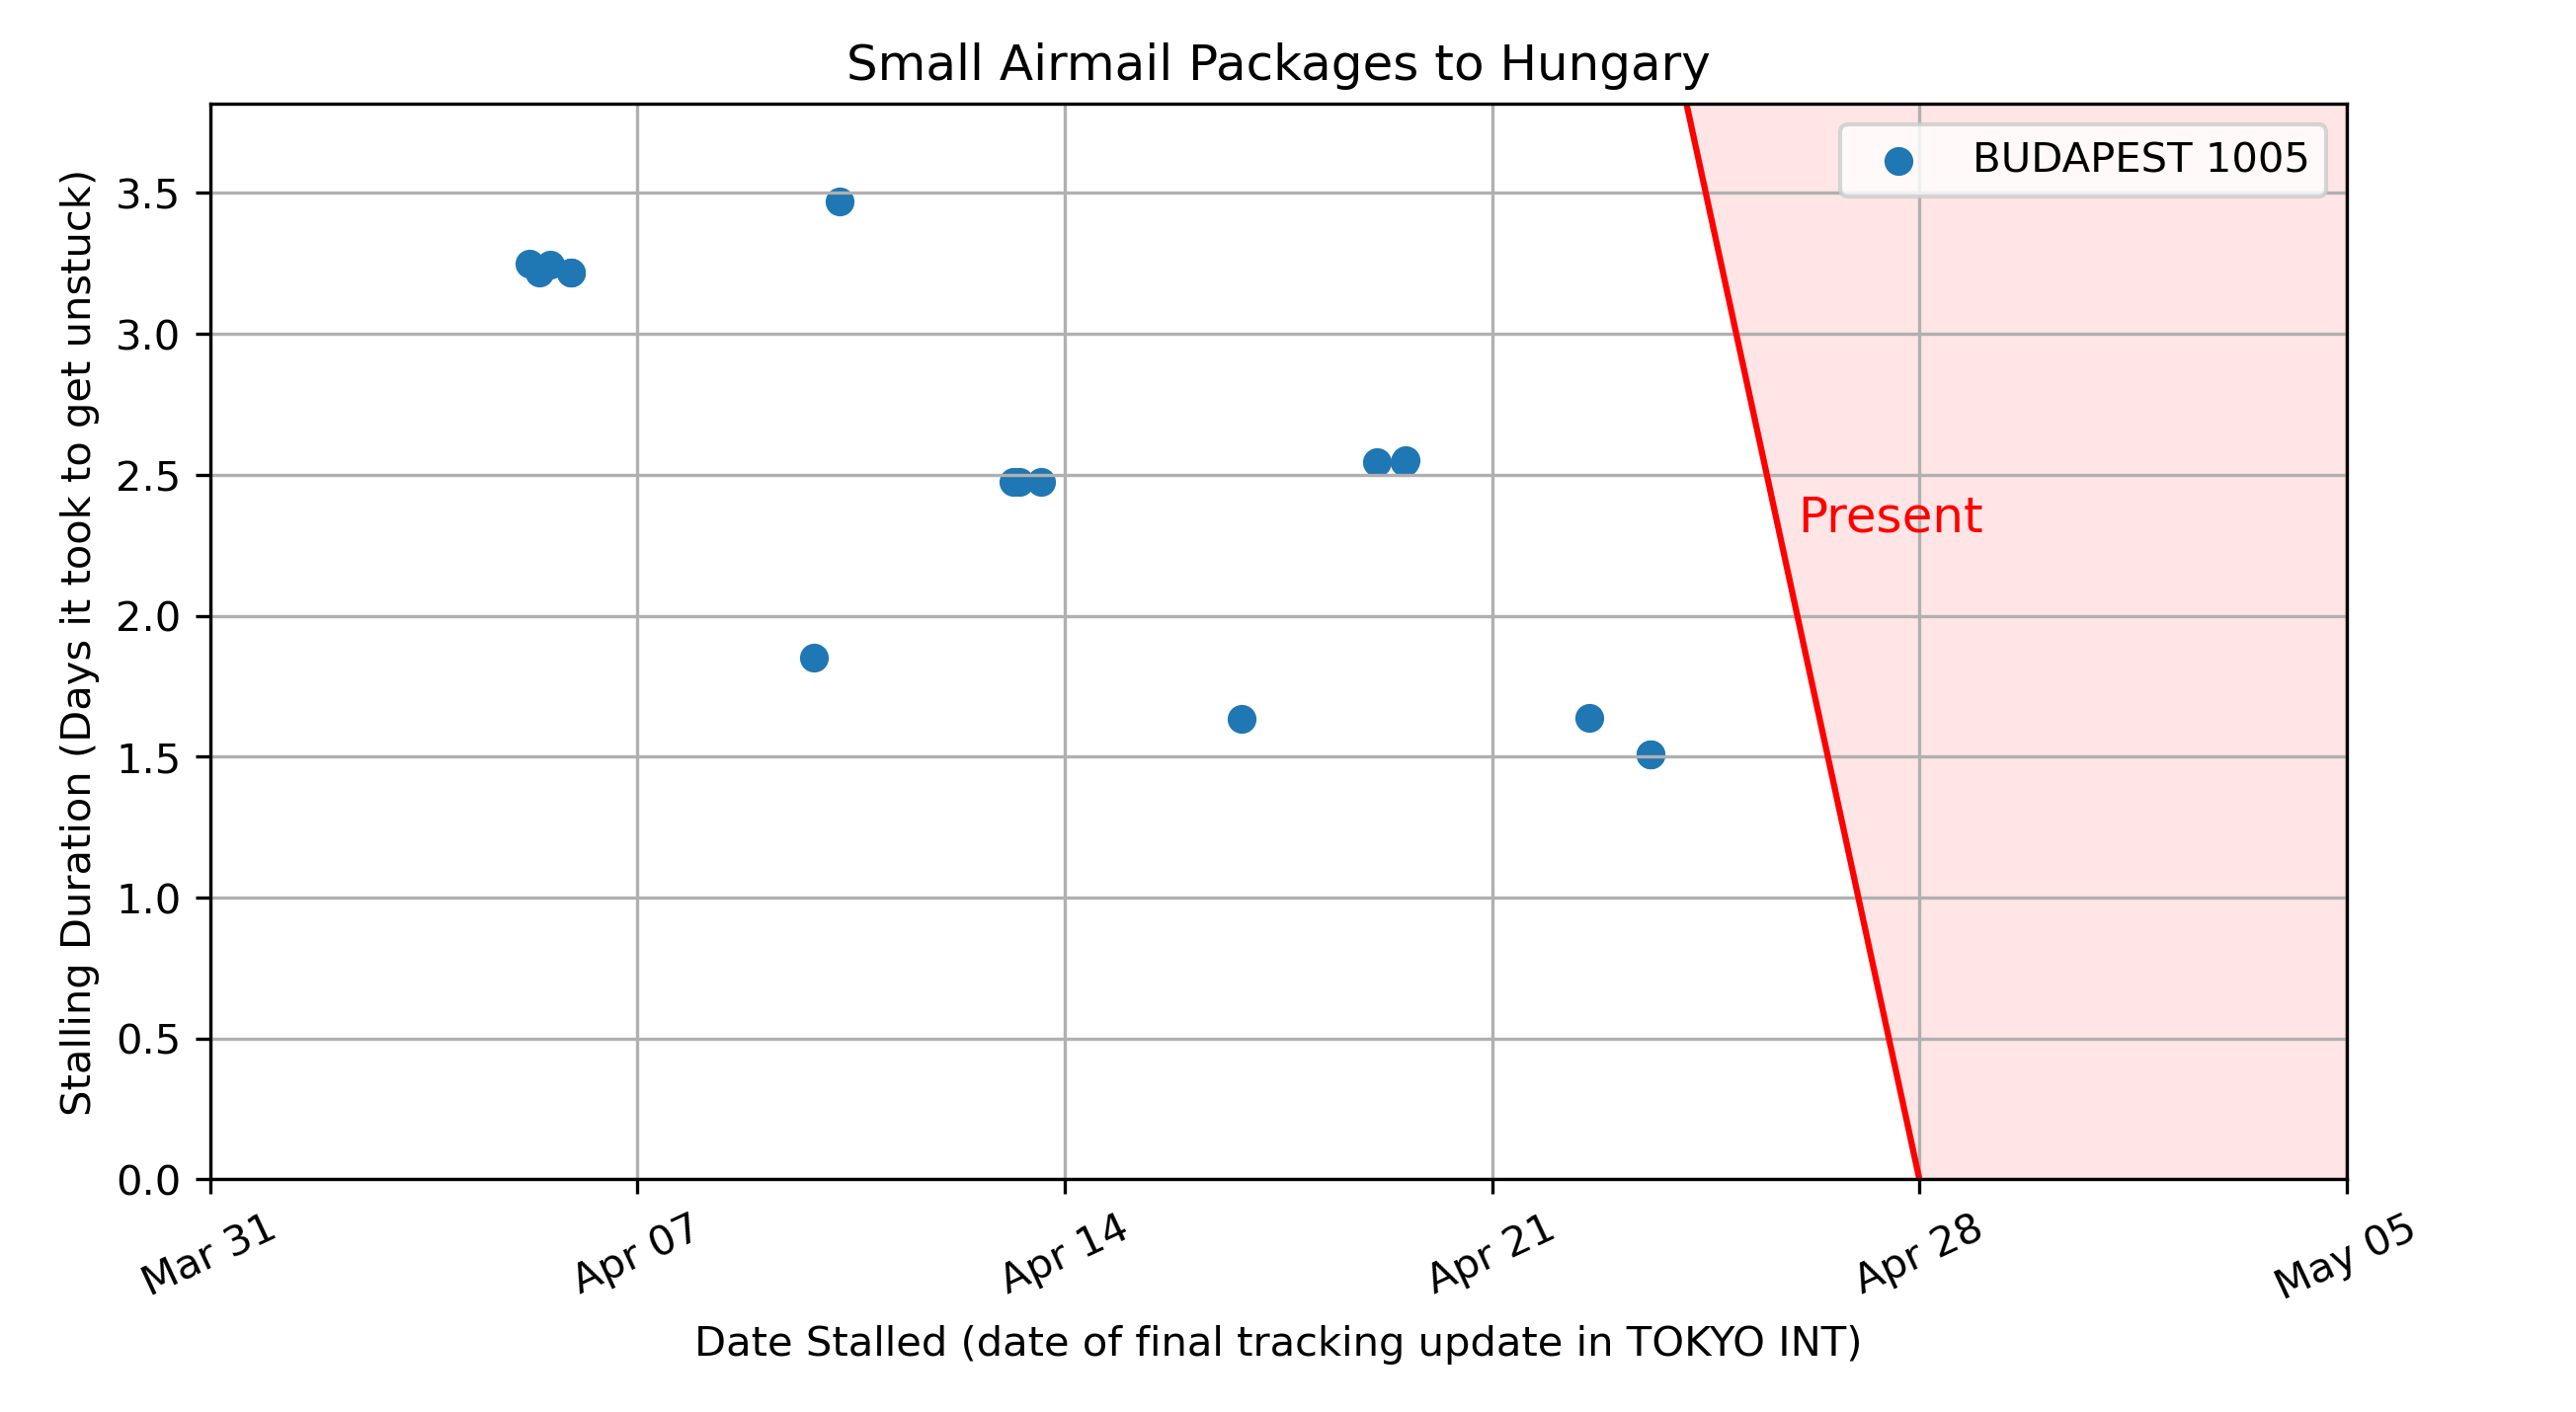 Small Airmail Packages to Hungary
BUDAPEST 1005
Stalling Duration (Days it took to get unstuck)
3.5
3.0
2.5
2.0
1.5
1.0
0.5
0.0
Present
Mar 31
Apr 07
Apr 14
Apr 21
Apr 28
May 05
Date Stalled (date of final tracking update in TOKYO INT)